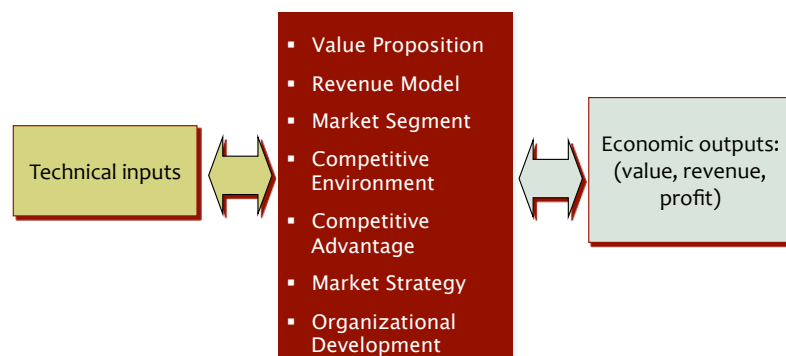 Technical inputs
▪ Value Proposition
▪ Revenue Model
▪ Market Segment
▪ Competitive
Environment
▪ Competitive
Advantage
▪ Market Strategy
▪ Organizational
Development
Economic outputs:
(value, revenue,
profit)